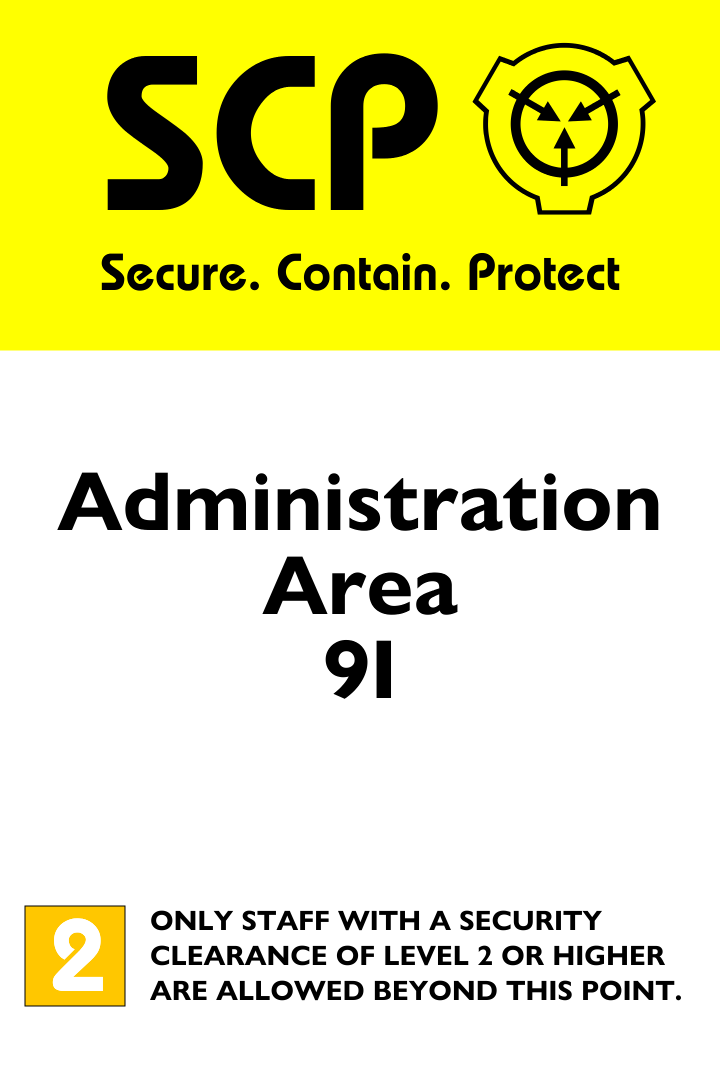 SCP
Secure. Contain. Protect
Administration
Area
91
2
ONLY STAFF WITH A SECURITY
CLEARANCE OF LEVEL 2 OR HIGHER
ARE ALLOWED BEYOND THIS POINT.